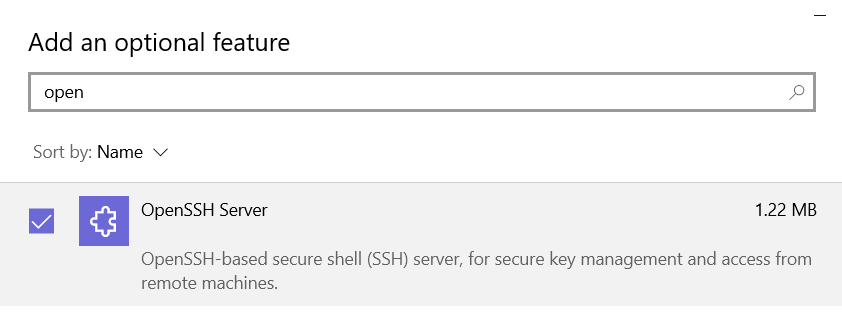 Add an optional feature
open
Sort by: Name
OpenSSH Server 1.22 MB
OpenSSH-based secure shell (SSH) server, for secure key management and access from
remote machines.